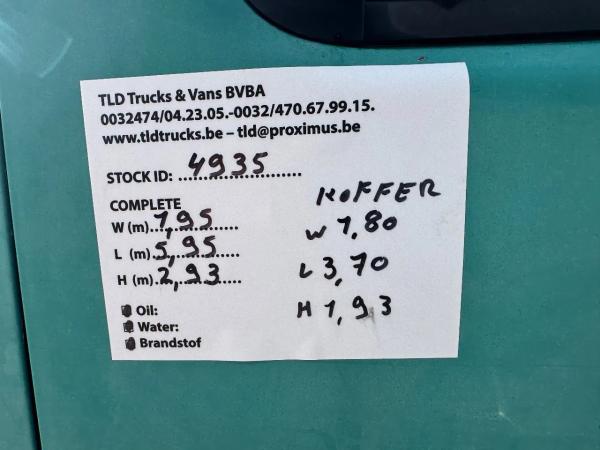 TLD Trucks & Vans BVBA
0032474/04.23.05.-0032/470.67.99.15.
www.tldtrucks.be – tld@proximus.be
STOCK ID: 4935
COMPLETE
W (m) 1,95
L (m) 5,95
H (m) 2,93
KOFFER
W 1,80
L 3,70
H 1,93
Oil:
Water:
Brandstof